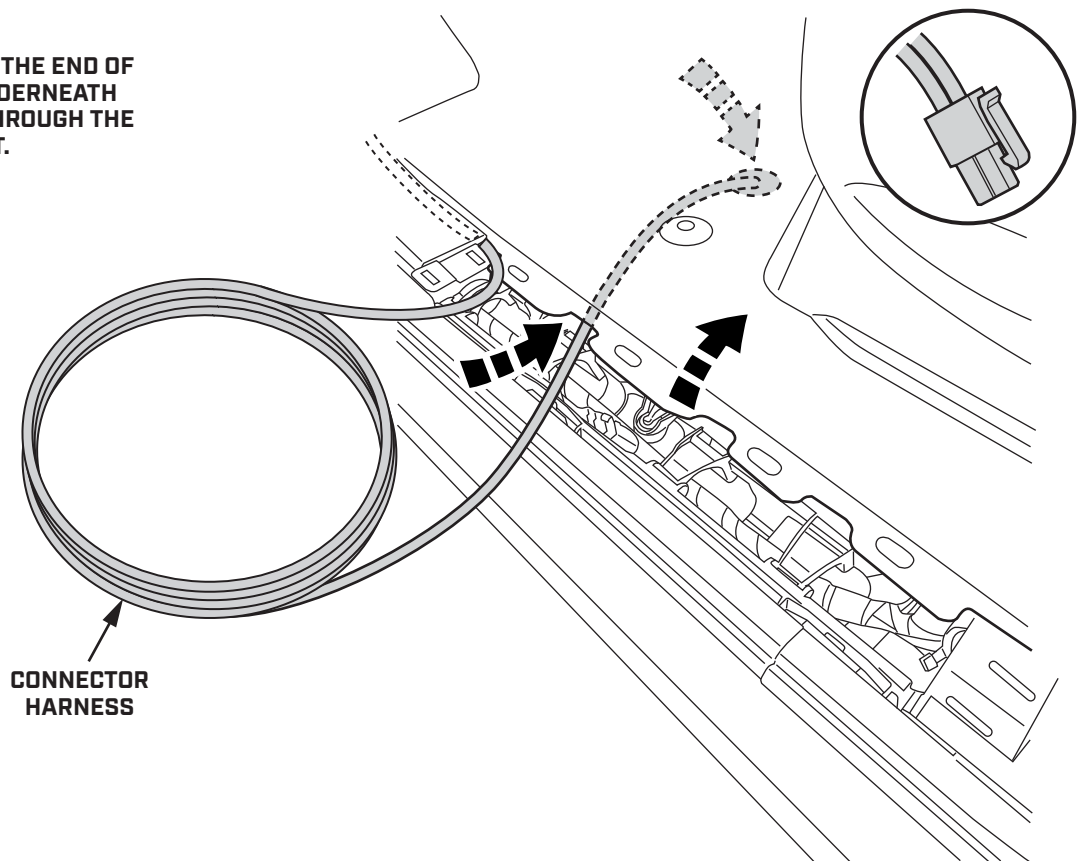 THE END OF
DERNEATH
HROUGH THE
T.
CONNECTOR
HARNESS